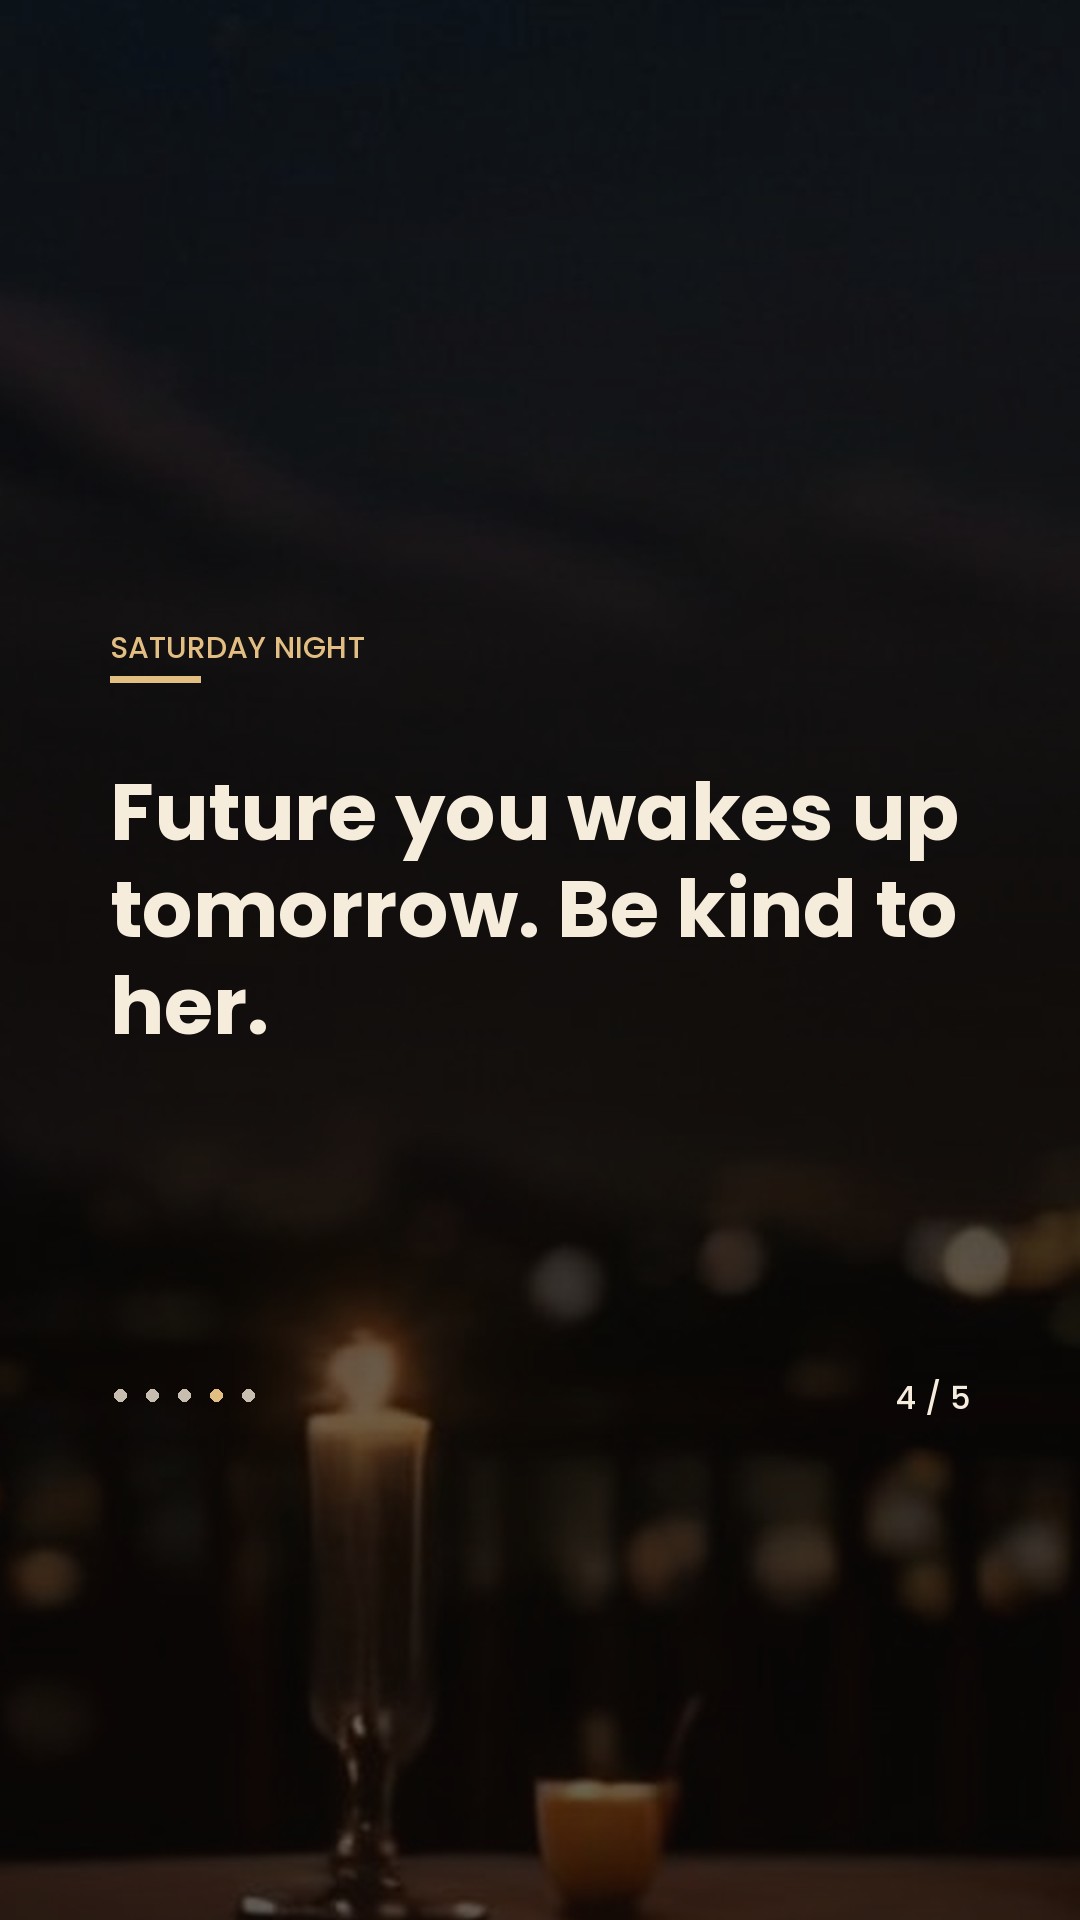 SATURDAY NIGHT
Future you wakes up
tomorrow. Be kind to
her.
4 / 5